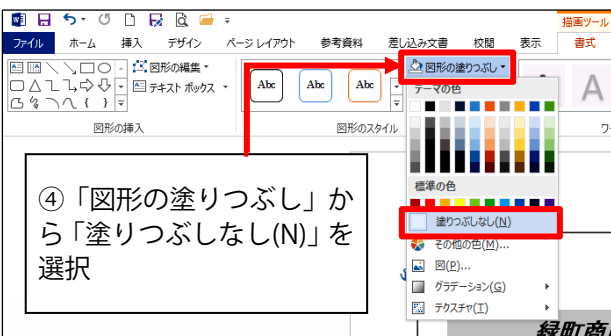 描画ツール
ファイル ホーム 挿入 デザイン ページ レイアウト 参考資料 差し込み文書 校閲 表示 書式
図形の編集
テキスト ボックス
図形の挿入
Abc Abc Abc
図形のスタイル
図形の塗りつぶし
A
ワ
テーマの色
標準の色
塗りつぶしなし(N)
その他の色(M)...
図(P)...
グラデーション(G)
テクスチャ(T)
④「図形の塗りつぶし」か
ら「塗りつぶしなし(N)」を
選択
緑町商